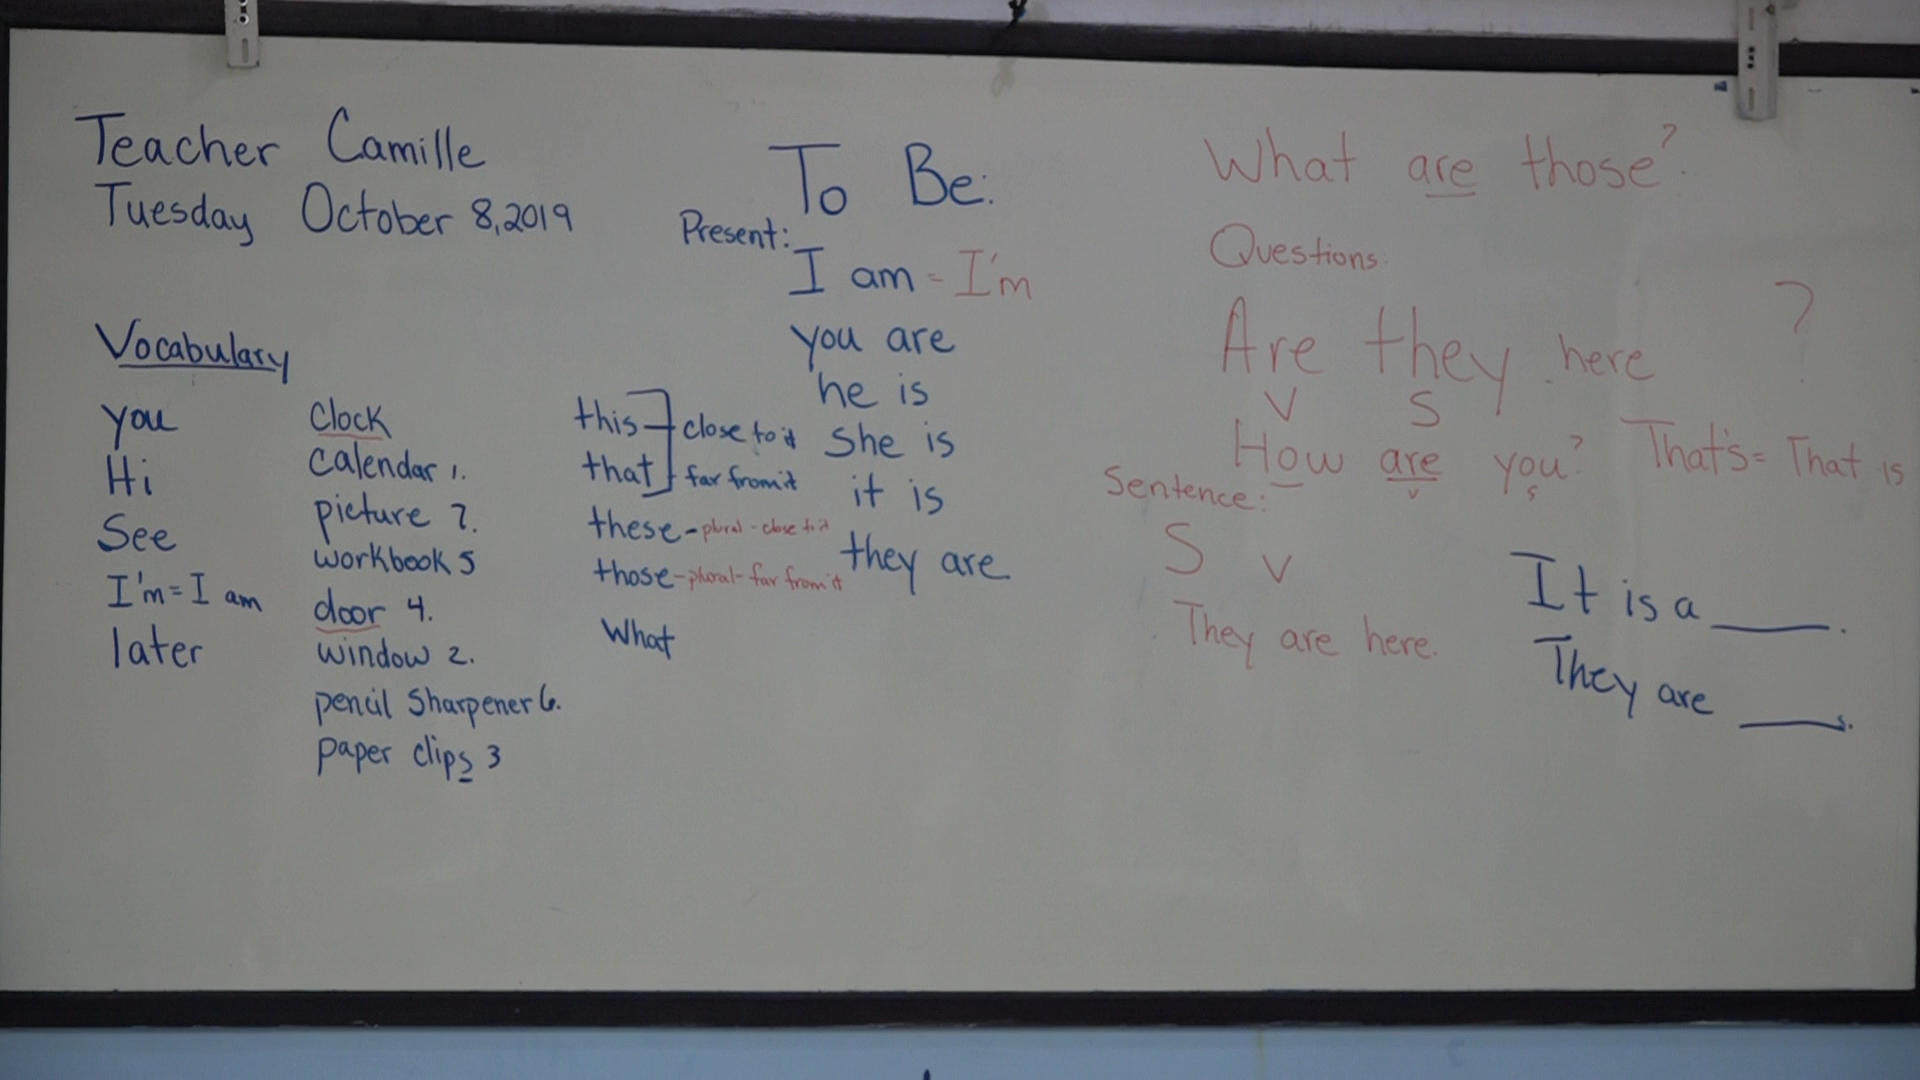 Teacher Camille
Tuesday October 8, 2019
Vocabulary
you
Hi
See
I'm = I am
later
clock
calendar 1.
picture 7.
workbook 5
door 4.
window 2.
pencil Sharpener 6.
paper clips 3
this
that
close to it
far from it
these - plural - close to it
those - plural - far from it
What
To Be:
Present:
I am = I'm
you are
he is
She is
it is
they are
What are those?
Questions:
Are they here ?
V S
How are you?
v s
That's = That is
Sentence:
S V
They are here.
It is a ____.
They are ____s.